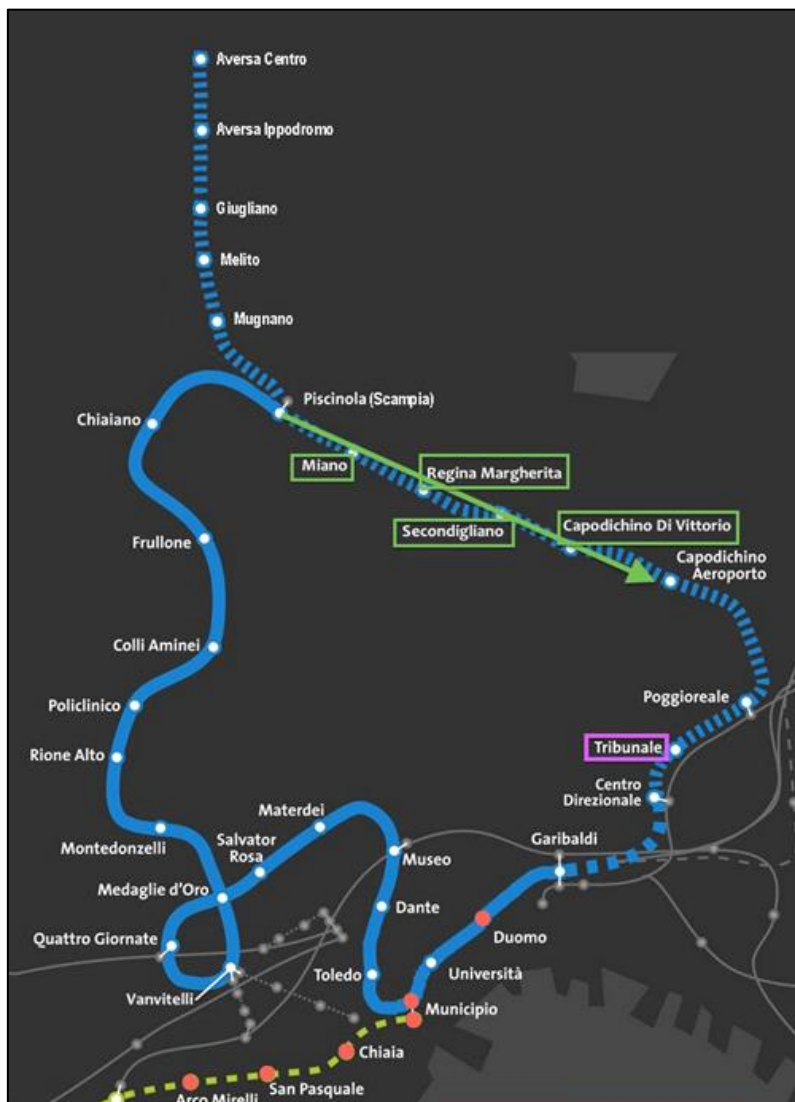 Aversa Centro
Aversa Ippodromo
Giugliano
Melito
Mugnano
Piscinola (Scampia)
Chiaiano
Miano
Regina Margherita
Secondigliano
Capodichino Di Vittorio
Frullone
Capodichino
Aeroporto
Colli Aminei
Policlinico
Poggioreale
Rione Alto
Tribunale
Centro
Direzionale
Materdei
Montedonzelli
Salvator
Rosa
Garibaldi
Museo
Medaglie d'Oro
Dante
Quattro Giornate
Duomo
Toledo
Università
Vanvitelli
Municipio
Chiaia
San Pasquale
Arco Mirelli